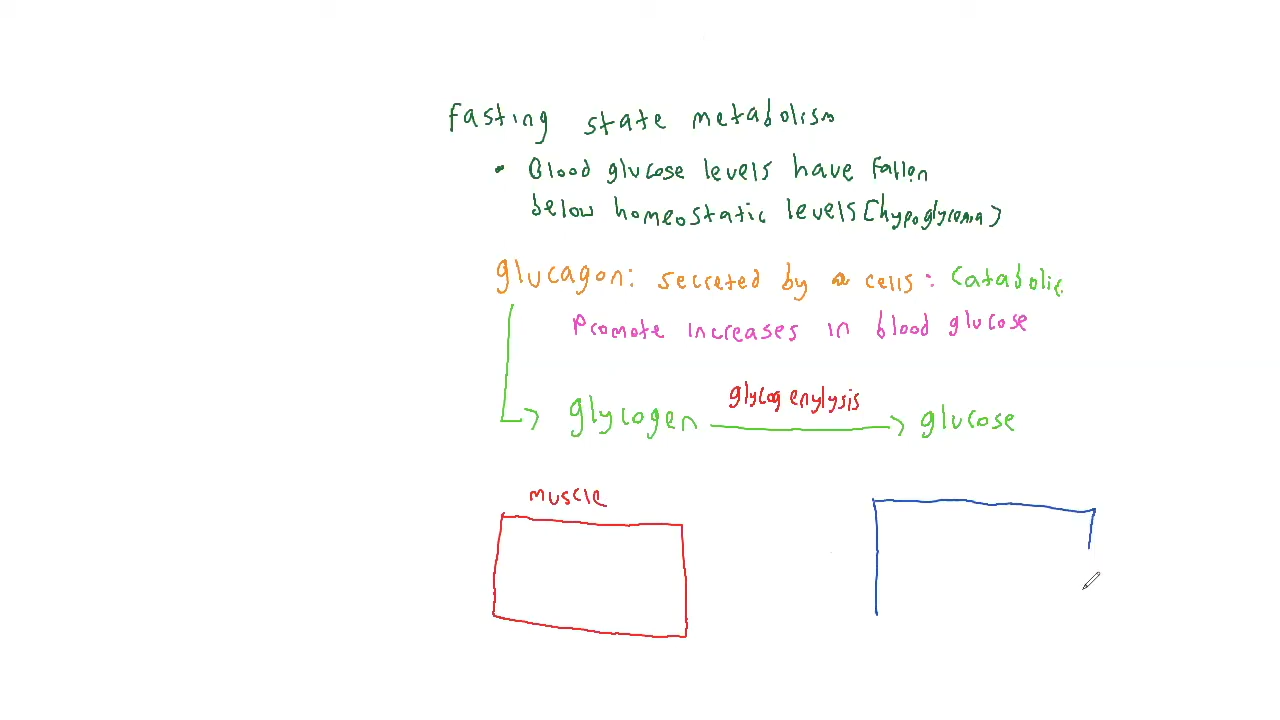 fasting state metabolism
• Blood glucose levels have fallen
below homeostatic levels (hypoglycemia)
glucagon: secreted by α cells: catabolic
Promote increases in blood glucose
glycogenylysis
glycogen → glucose
muscle